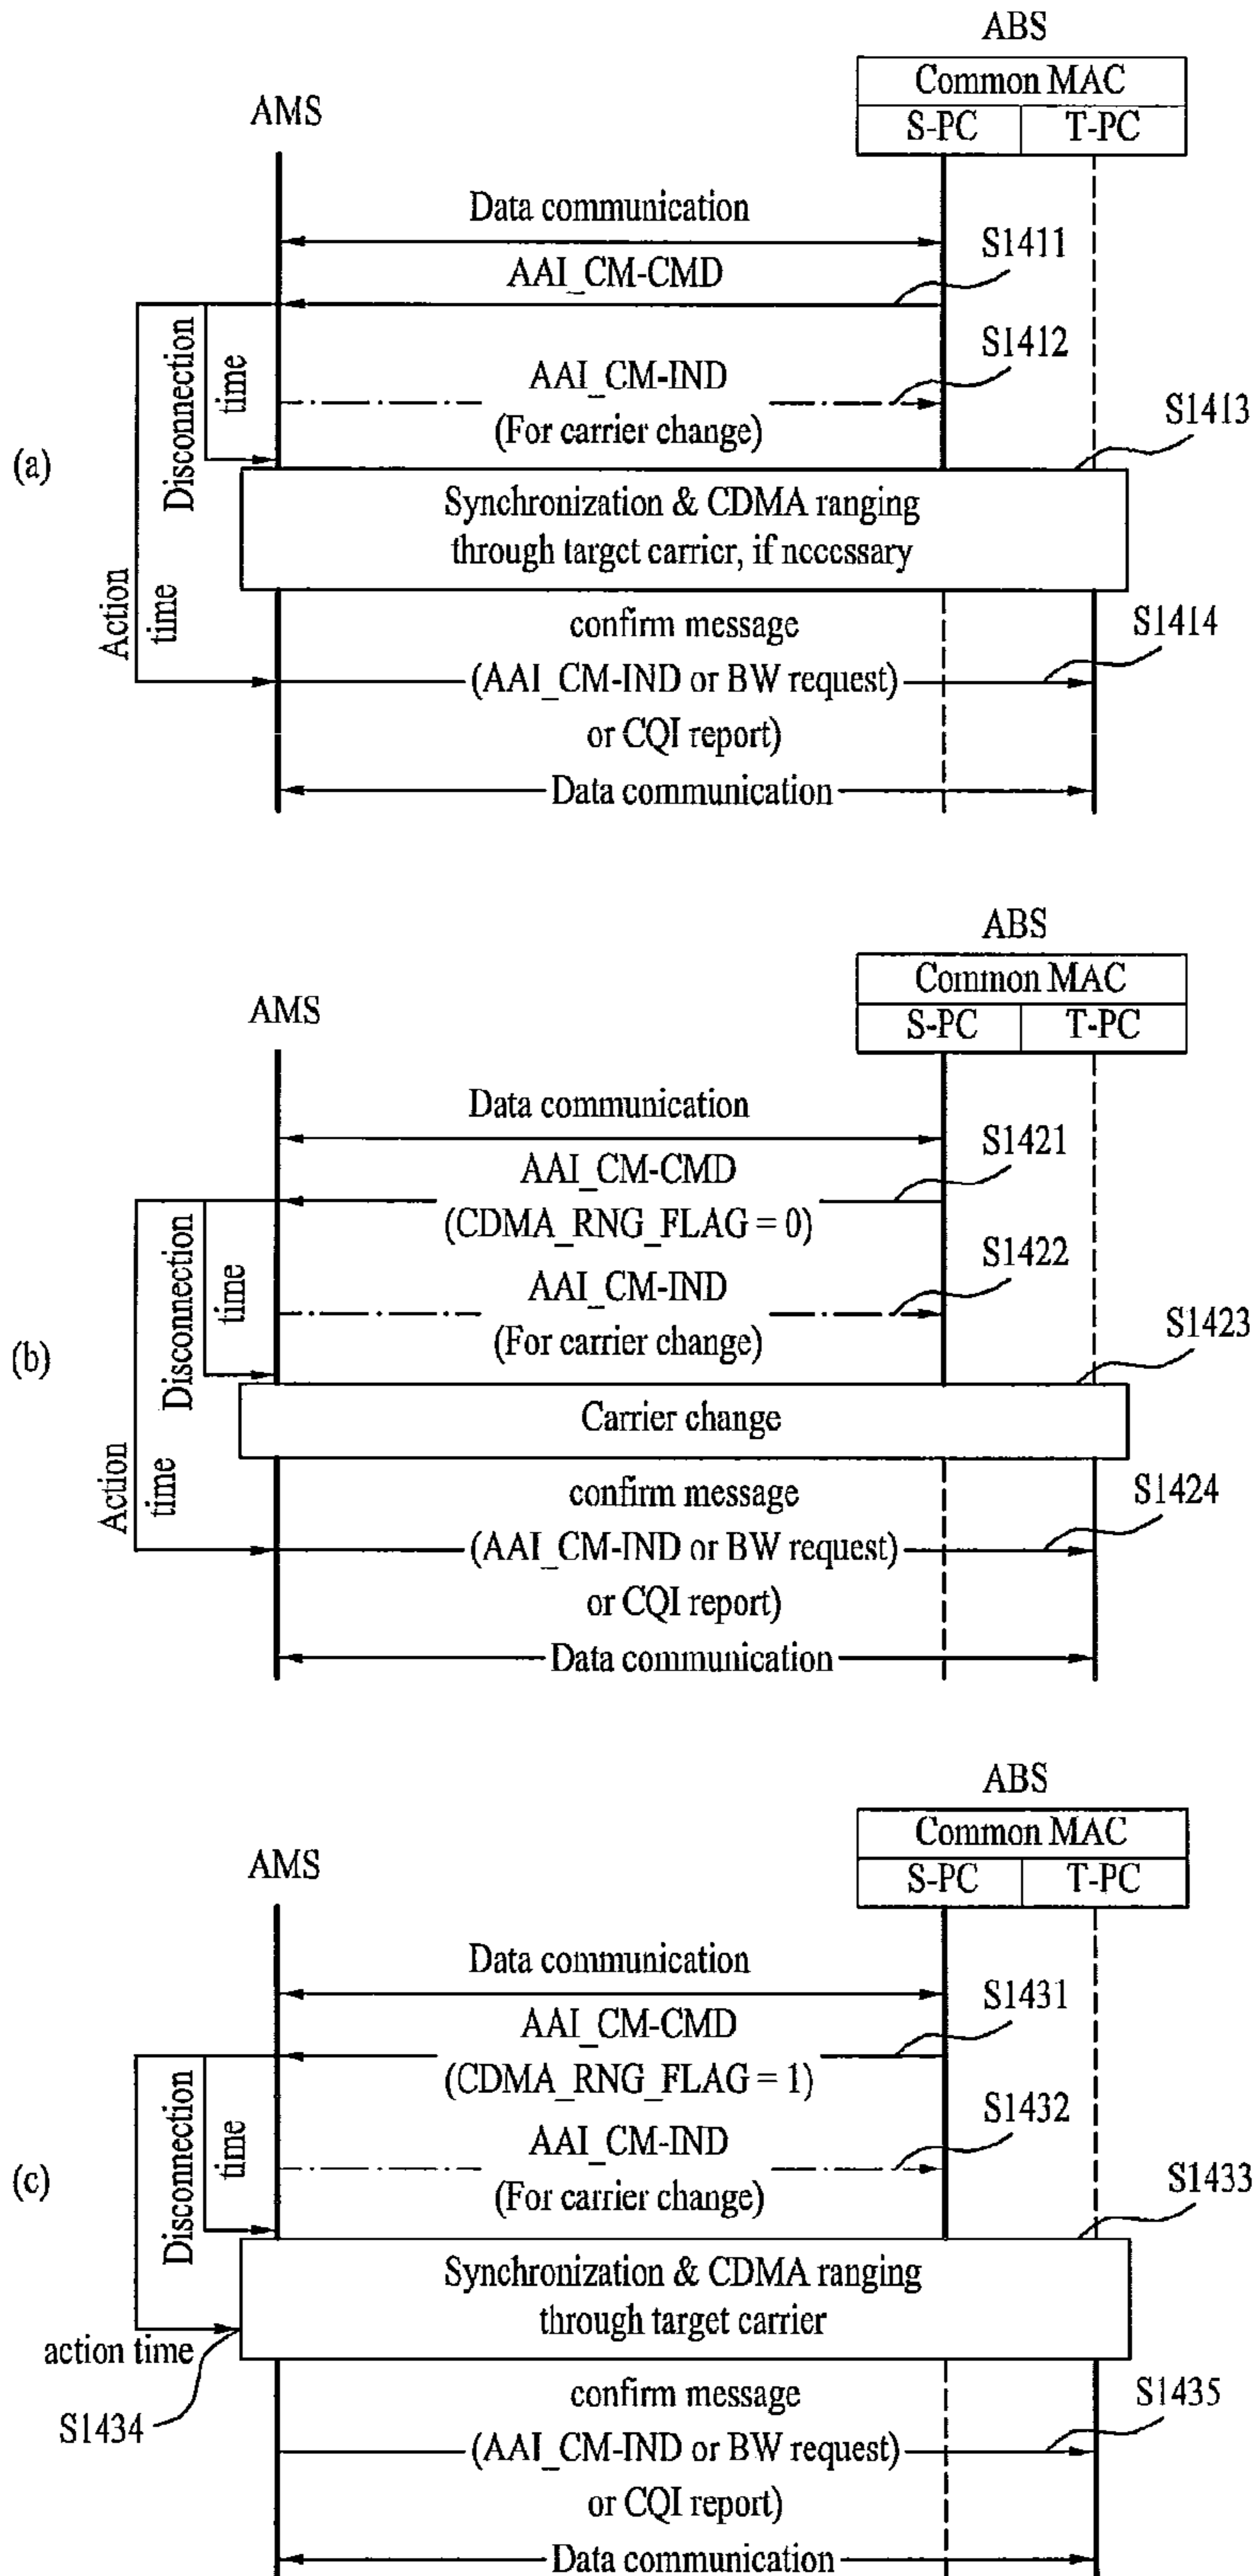 (a)
ABS
Common MAC
S-PC T-PC
AMS
Data communication
S1411
AAI_CM-CMD
Disconnection
time
S1412
AAI_CM-IND
(For carrier change)
S1413
Synchronization & CDMA ranging
through target carrier, if necessary
Action
time
confirm message
S1414
(AAI_CM-IND or BW request)
or CQI report)
Data communication
(b)
ABS
Common MAC
S-PC T-PC
AMS
Data communication
S1421
AAI_CM-CMD
(CDMA_RNG_FLAG = 0)
Disconnection
time
S1422
AAI_CM-IND
(For carrier change)
S1423
Carrier change
Action
time
confirm message
S1424
(AAI_CM-IND or BW request)
or CQI report)
Data communication
(c)
ABS
Common MAC
S-PC T-PC
AMS
Data communication
S1431
AAI_CM-CMD
(CDMA_RNG_FLAG = 1)
Disconnection
time
S1432
AAI_CM-IND
(For carrier change)
S1433
Synchronization & CDMA ranging
through target carrier
action time
S1434
confirm message
S1435
(AAI_CM-IND or BW request)
or CQI report)
Data communication